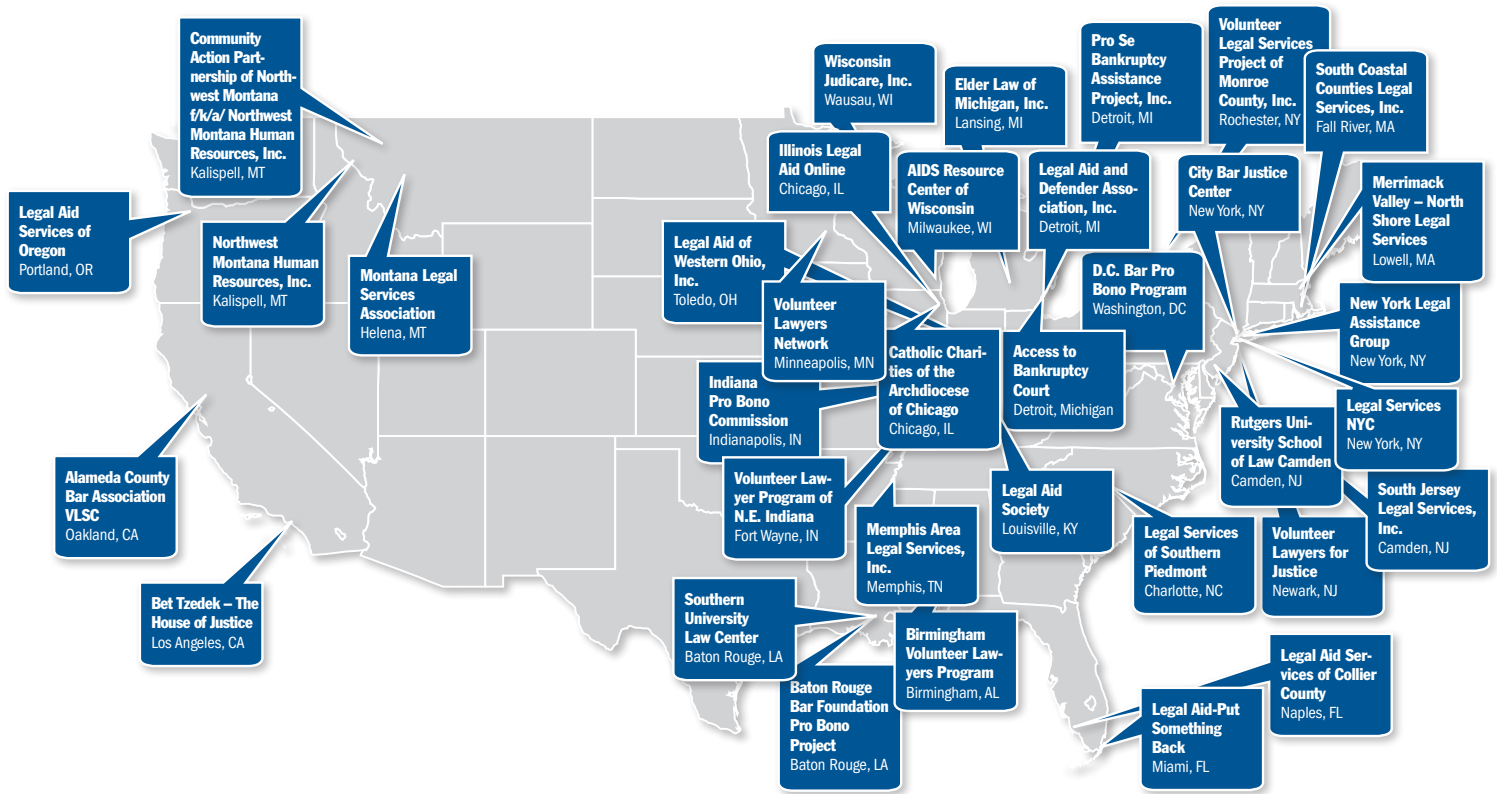 Community
Action Part-
nership of North-
west Montana
f/k/a/ Northwest
Montana Human
Resources, Inc.
Kalispell, MT
Legal Aid
Services of
Oregon
Portland, OR
Northwest
Montana Human
Resources, Inc.
Kalispell, MT
Montana Legal
Services
Association
Helena, MT
Alameda County
Bar Association
VLSC
Oakland, CA
Bet Tzedek – The
House of Justice
Los Angeles, CA
Wisconsin
Judicare, Inc.
Wausau, WI
Elder Law of
Michigan, Inc.
Lansing, MI
Pro Se
Bankruptcy
Assistance
Project, Inc.
Detroit, MI
Volunteer
Legal Services
Project of
Monroe
County, Inc.
Rochester, NY
South Coastal
Counties Legal
Services, Inc.
Fall River, MA
Illinois Legal
Aid Online
Chicago, IL
AIDS Resource
Center of
Wisconsin
Milwaukee, WI
Legal Aid and
Defender Asso-
ciation, Inc.
Detroit, MI
City Bar Justice
Center
New York, NY
Merrimack
Valley – North
Shore Legal
Services
Lowell, MA
Legal Aid of
Western Ohio,
Inc.
Toledo, OH
Volunteer
Lawyers
Network
Minneapolis, MN
D.C. Bar Pro
Bono Program
Washington, DC
New York Legal
Assistance
Group
New York, NY
Indiana
Pro Bono
Commission
Indianapolis, IN
Catholic Chari-
ties of the
Archdiocese
of Chicago
Chicago, IL
Access to
Bankruptcy
Court
Detroit, Michigan
Rutgers Uni-
versity School
of Law Camden
Camden, NJ
Legal Services
NYC
New York, NY
Volunteer Law-
yer Program of
N.E. Indiana
Fort Wayne, IN
Memphis Area
Legal Services,
Inc.
Memphis, TN
Legal Aid
Society
Louisville, KY
Legal Services
of Southern
Piedmont
Charlotte, NC
Volunteer
Lawyers for
Justice
Newark, NJ
South Jersey
Legal Services,
Inc.
Camden, NJ
Southern
University
Law Center
Baton Rouge, LA
Baton Rouge
Bar Foundation
Pro Bono
Project
Baton Rouge, LA
Birmingham
Volunteer Law-
yers Program
Birmingham, AL
Legal Aid-Put
Something
Back
Miami, FL
Legal Aid Ser-
vices of Collier
County
Naples, FL